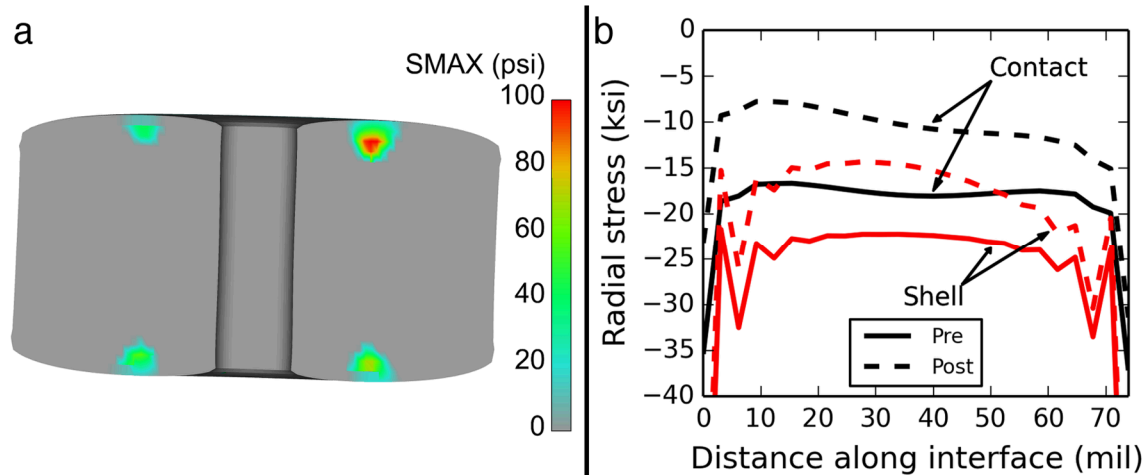 a
SMAX (psi)
100
80
60
40
20
0
b
Radial stress (ksi)
0
−5
−10
−15
−20
−25
−30
−35
−40
Contact
Shell
Pre
Post
0 10 20 30 40 50 60 70
Distance along interface (mil)